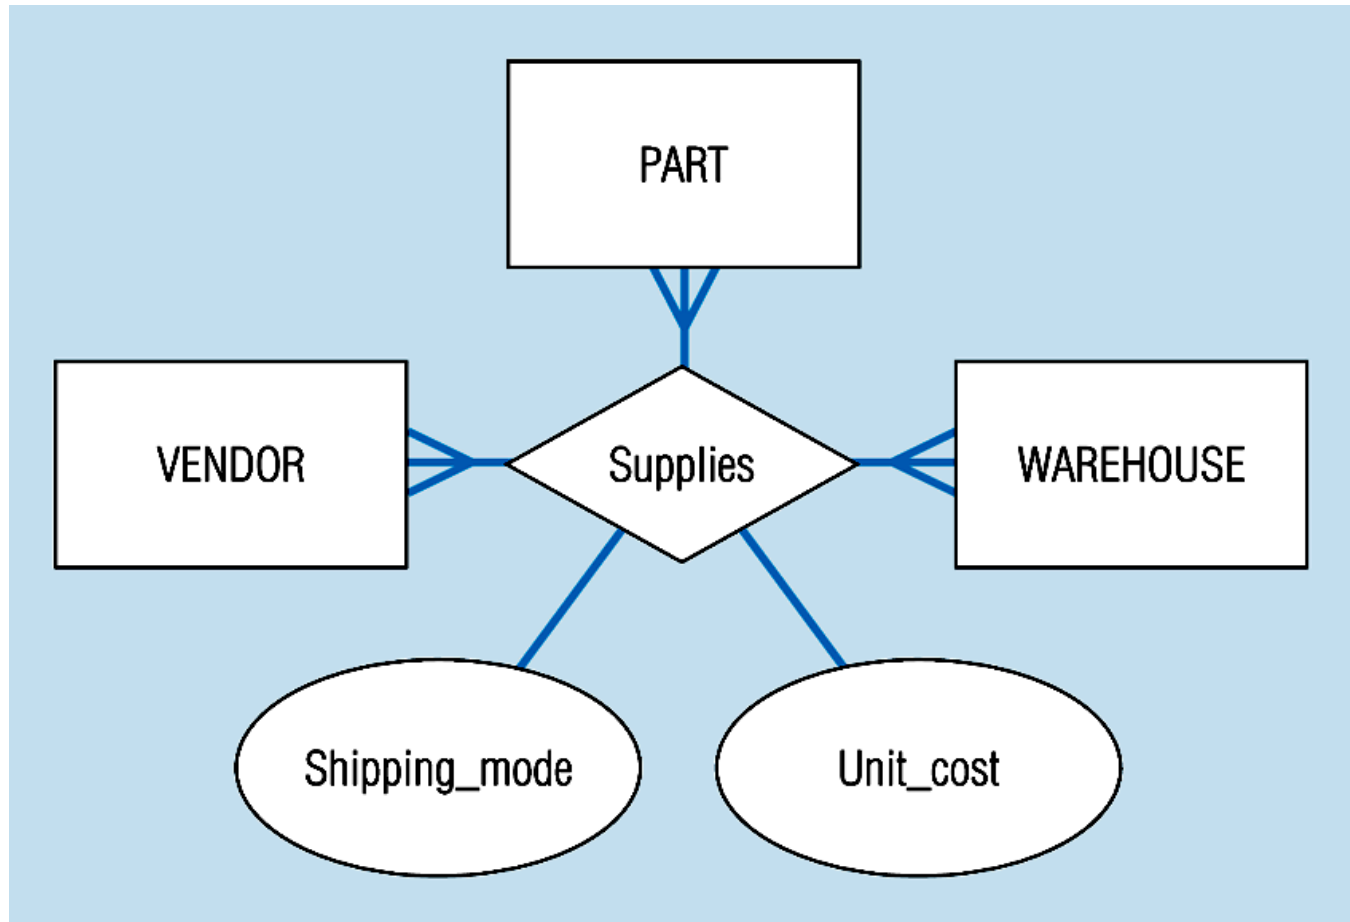 PART
VENDOR
Supplies
WAREHOUSE
Shipping_mode
Unit_cost